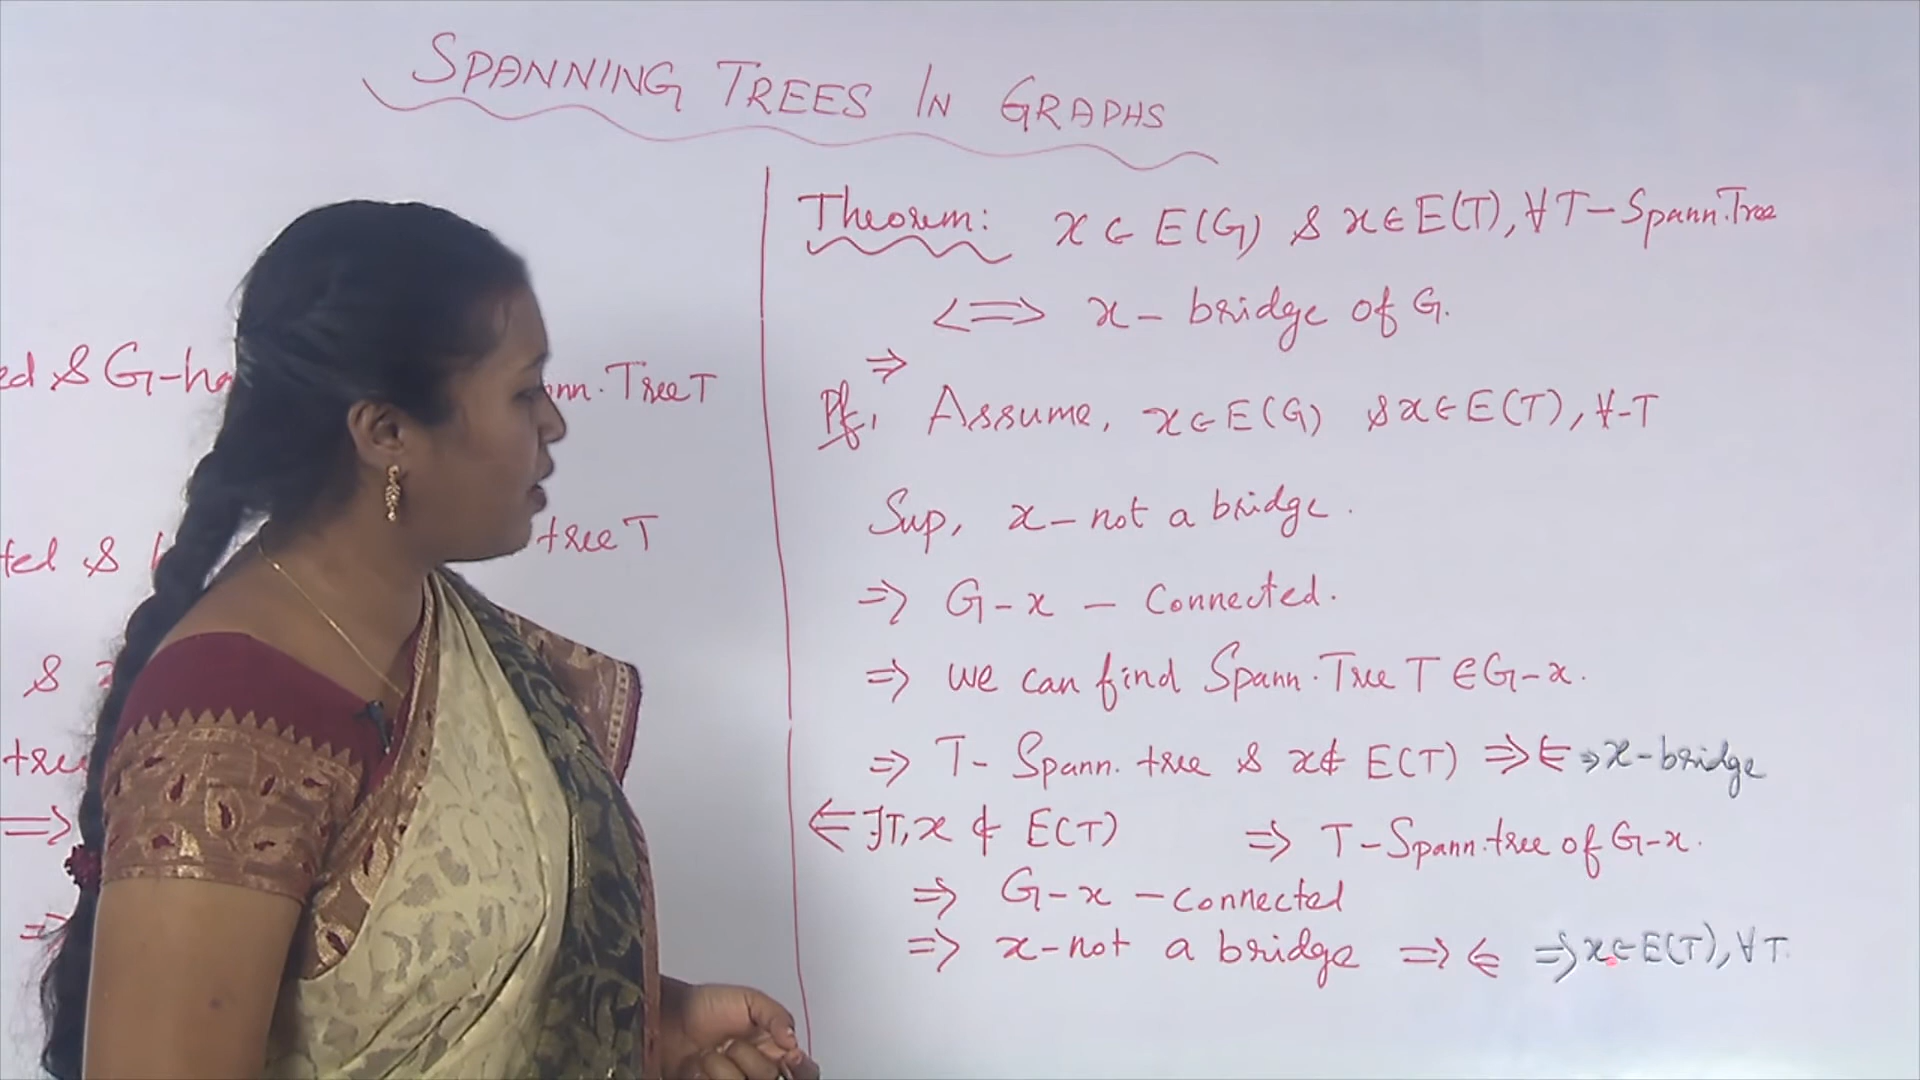 SPANNING TREES IN GRAPHS
ed & G-ha nn. Tree T
ted & tree T
&
tree
⇒
⇒
Theorem: x ∈ E(G) & x ∈ E(T), ∀ T - Spann. Tree
<=> x - bridge of G.
⇒
Pf, Assume, x ∈ E(G) & x ∈ E(T), ∀ - T
Sup, x - not a bridge.
⇒ G - x - Connected.
⇒ we can find Spann. Tree T ∈ G - x.
⇒ T - Spann. tree & x ∉ E(T) ⇒⇐ ⇒ x - bridge
⇐ ∃ T, x ∉ E(T) ⇒ T - Spann. tree of G - x.
⇒ G - x - connected
⇒ x - not a bridge ⇒⇐ ⇒ x ∈ E(T), ∀ T.